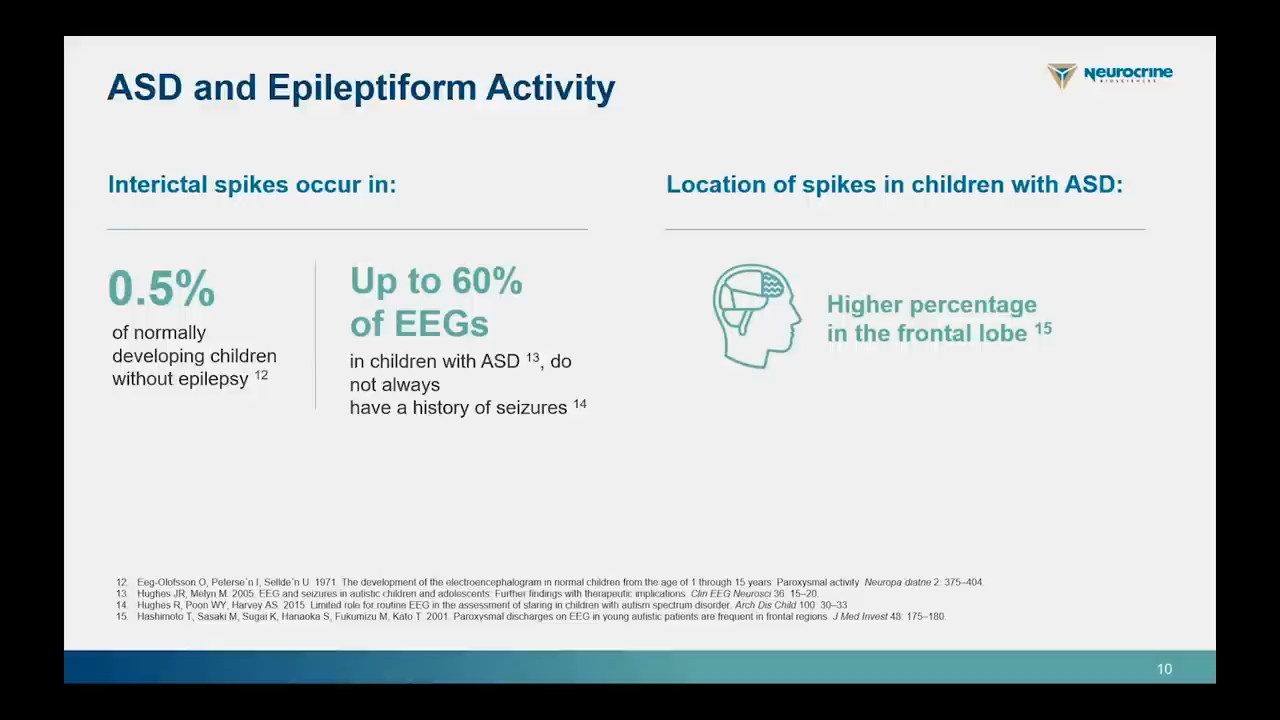 ASD and Epileptiform Activity
Neurocrine
BIOSCIENCES
Interictal spikes occur in:
0.5%
of normally
developing children
without epilepsy 12
Up to 60%
of EEGs
in children with ASD 13, do
not always
have a history of seizures 14
Location of spikes in children with ASD:
Higher percentage
in the frontal lobe 15
12. Eeg-Olofsson O, Peterse´n I, Sellde´n U. 1971. The development of the electroencephalogram in normal children from the age of 1 through 15 years. Paroxysmal activity. Neuropa¨diatrie 2: 375–404.
13. Hughes JR, Melyn M. 2005. EEG and seizures in autistic children and adolescents: Further findings with therapeutic implications. Clin EEG Neurosci 36: 15–20.
14. Hughes R, Poon WY, Harvey AS. 2015. Limited role for routine EEG in the assessment of staring in children with autism spectrum disorder. Arch Dis Child 100: 30–33
15. Hashimoto T, Sasaki M, Sugai K, Hanaoka S, Fukumizu M, Kato T. 2001. Paroxysmal discharges on EEG in young autistic patients are frequent in frontal regions. J Med Invest 48: 175–180.
10